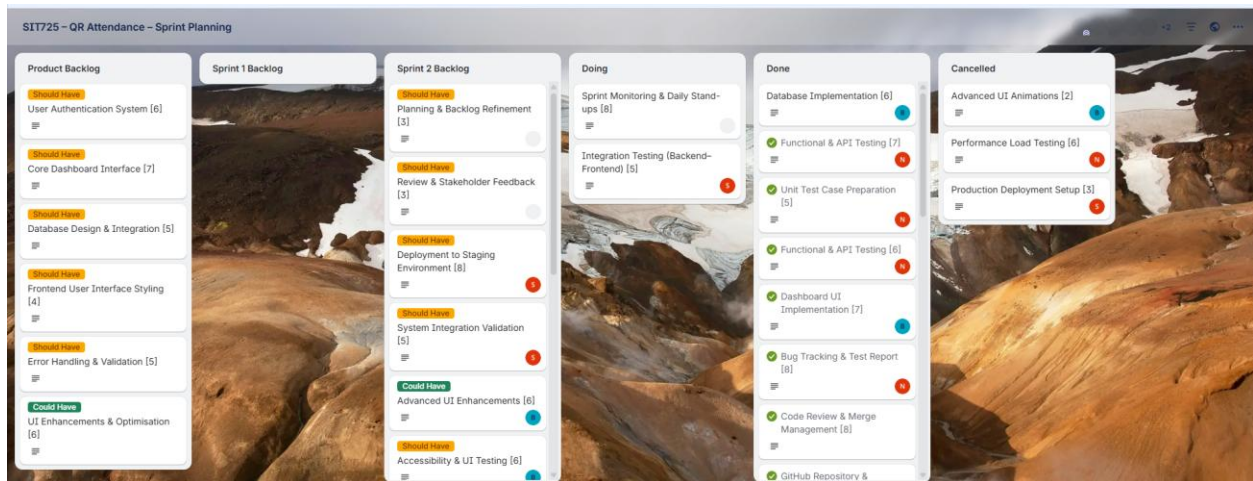 SIT725 – QR Attendance – Sprint Planning
Product Backlog
Should Have
User Authentication System [6]
Should Have
Core Dashboard Interface [7]
Should Have
Database Design & Integration [5]
Should Have
Frontend User Interface Styling
[4]
Should Have
Error Handling & Validation [5]
Could Have
UI Enhancements & Optimisation
[6]
Sprint 1 Backlog
Sprint 2 Backlog
Should Have
Planning & Backlog Refinement
[3]
Should Have
Review & Stakeholder Feedback
[3]
Should Have
Deployment to Staging
Environment [8]
S
Should Have
System Integration Validation
[5]
S
Could Have
Advanced UI Enhancements [6]
Should Have
Accessibility & UI Testing [6]
Doing
Sprint Monitoring & Daily Stand-
ups [8]
Integration Testing (Backend–
Frontend) [5]
S
Done
Database Implementation [6]
Functional & API Testing [7]
N
Unit Test Case Preparation
[5]
N
Functional & API Testing [6]
N
Dashboard UI
Implementation [7]
Bug Tracking & Test Report
[8]
N
Code Review & Merge
Management [8]
GitHub Repository &
Cancelled
Advanced UI Animations [2]
Performance Load Testing [6]
N
Production Deployment Setup [3]
S